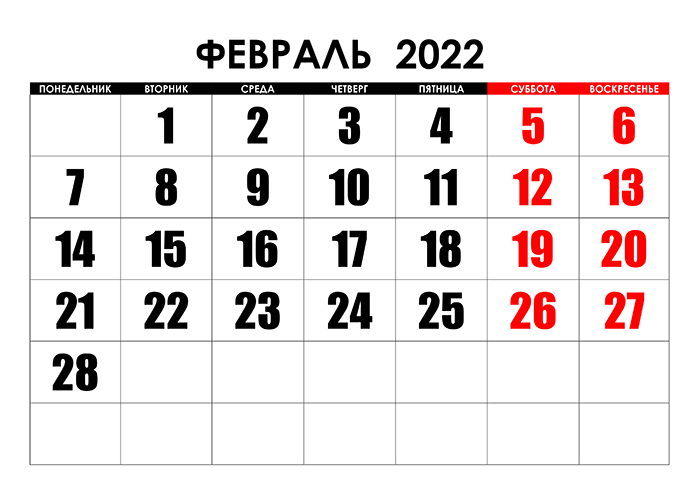 ФЕВРАЛЬ 2022
ПОНЕДЕЛЬНИК ВТОРНИК СРЕДА ЧЕТВЕРГ ПЯТНИЦА СУББОТА ВОСКРЕСЕНЬЕ
1 2 3 4 5 6
7 8 9 10 11 12 13
14 15 16 17 18 19 20
21 22 23 24 25 26 27
28